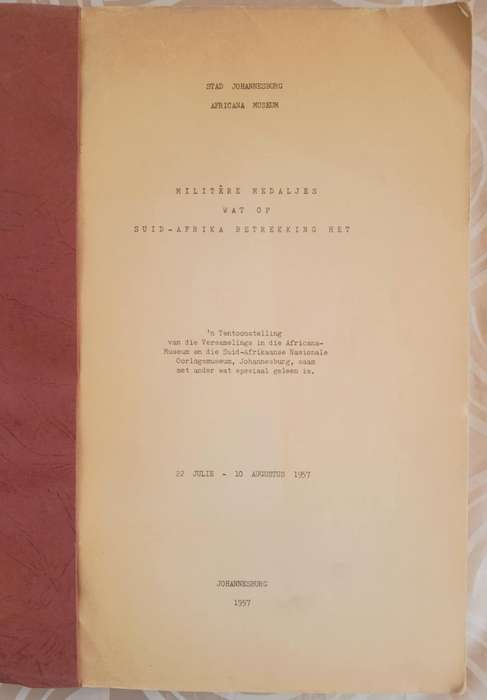 STAD JOHANNESBURG
AFRICANA MUSEUM
MILITÊRE MEDALJES
WAT OP
SUID-AFRIKA BETREKKING HET
'n Tentoonstelling
van die Versamelings in die Africana-
Museum en die Suid-Afrikaanse Nasionale
Oorlogsmuseum, Johannesburg, saam
met ander wat spesiaal geleen is.
22 JULIE - 10 AUGUSTUS 1957
JOHANNESBURG
1957